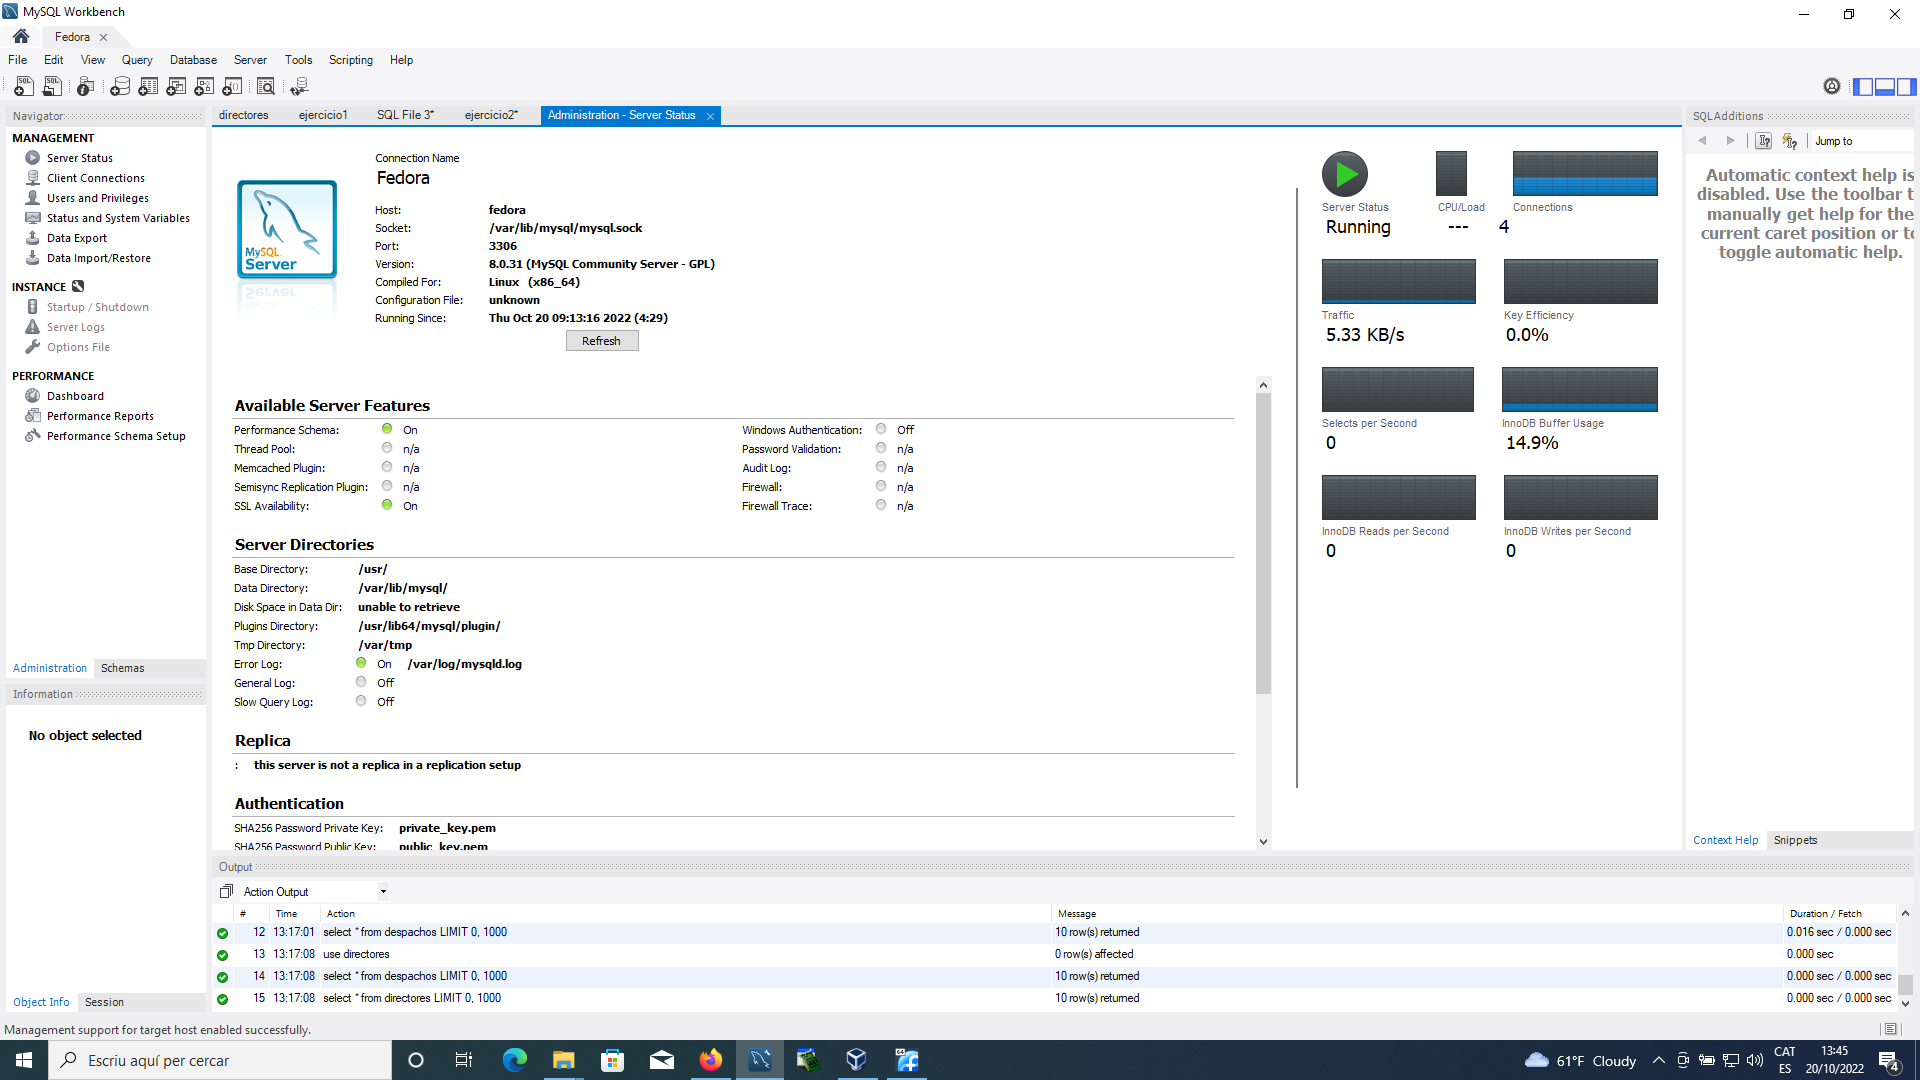 MySQL Workbench
Fedora
File Edit View Query Database Server Tools Scripting Help
Navigator
MANAGEMENT
Server Status
Client Connections
Users and Privileges
Status and System Variables
Data Export
Data Import/Restore
INSTANCE
Startup / Shutdown
Server Logs
Options File
PERFORMANCE
Dashboard
Performance Reports
Performance Schema Setup
Administration Schemas
Information
No object selected
Object Info Session
directores ejercicio1 SQL File 3* ejercicio2* Administration - Server Status
Connection Name
Fedora
MySQL
Server
Host: fedora
Socket: /var/lib/mysql/mysql.sock
Port: 3306
Version: 8.0.31 (MySQL Community Server - GPL)
Compiled For: Linux (x86_64)
Configuration File: unknown
Running Since: Thu Oct 20 09:13:16 2022 (4:29)
Refresh
Available Server Features
Performance Schema: On Windows Authentication: Off
Thread Pool: n/a Password Validation: n/a
Memcached Plugin: n/a Audit Log: n/a
Semisync Replication Plugin: n/a Firewall: n/a
SSL Availability: On Firewall Trace: n/a
Server Directories
Base Directory: /usr/
Data Directory: /var/lib/mysql/
Disk Space in Data Dir: unable to retrieve
Plugins Directory: /usr/lib64/mysql/plugin/
Tmp Directory: /var/tmp
Error Log: On /var/log/mysqld.log
General Log: Off
Slow Query Log: Off
Replica
: this server is not a replica in a replication setup
Authentication
SHA256 Password Private Key: private_key.pem
SHA256 Password Public Key: public_key.pem
Server Status CPU/Load Connections
Running --- 4
Traffic Key Efficiency
5.33 KB/s 0.0%
Selects per Second InnoDB Buffer Usage
0 14.9%
InnoDB Reads per Second InnoDB Writes per Second
0 0
SQLAdditions
Jump to
Automatic context help is
disabled. Use the toolbar t
manually get help for the
current caret position or to
toggle automatic help.
Context Help Snippets
Output
Action Output
# Time Action Message Duration / Fetch
12 13:17:01 select * from despachos LIMIT 0, 1000 10 row(s) returned 0.016 sec / 0.000 sec
13 13:17:08 use directores 0 row(s) affected 0.000 sec
14 13:17:08 select * from despachos LIMIT 0, 1000 10 row(s) returned 0.000 sec / 0.000 sec
15 13:17:08 select * from directores LIMIT 0, 1000 10 row(s) returned 0.000 sec / 0.000 sec
Management support for target host enabled successfully.
Escriu aquí per cercar
61°F Cloudy
CAT
ES
13:45
20/10/2022
4